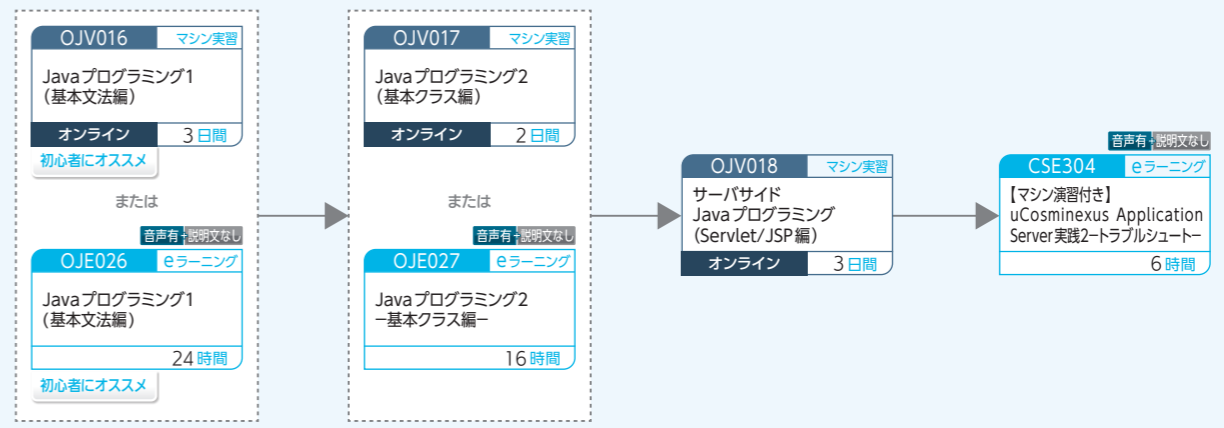 OJV016 マシン実習
Javaプログラミング1
（基本文法編）
オンライン 3日間
初心者にオススメ
または
音声有+説明文なし
OJE026 eラーニング
Javaプログラミング1
（基本文法編）
24時間
初心者にオススメ
OJV017 マシン実習
Javaプログラミング2
（基本クラス編）
オンライン 2日間
または
音声有+説明文なし
OJE027 eラーニング
Javaプログラミング2
−基本クラス編−
16時間
OJV018 マシン実習
サーバサイド
Javaプログラミング
（Servlet/JSP編）
オンライン 3日間
音声有+説明文なし
CSE304 eラーニング
【マシン演習付き】
uCosminexus Application
Server実践2−トラブルシュート−
6時間